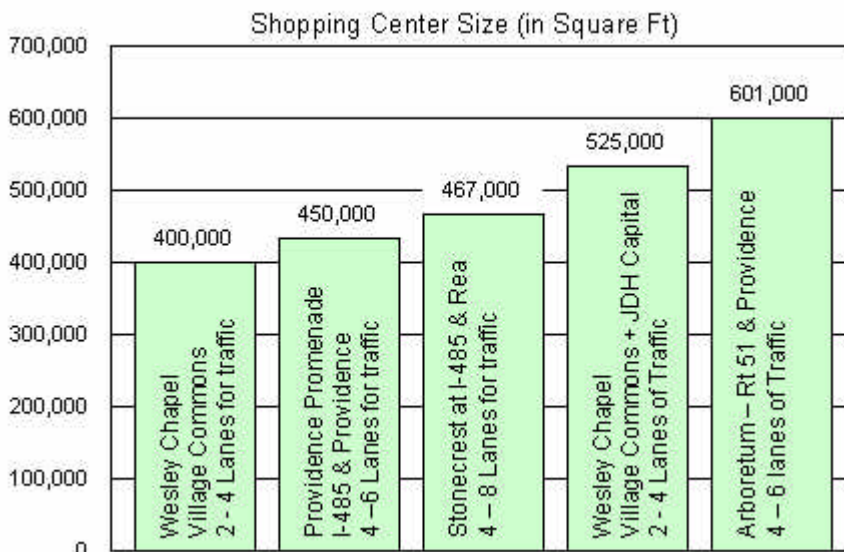 Shopping Center Size (in Square Ft)
700,000
600,000
500,000
400,000
300,000
200,000
100,000
0
400,000
450,000
467,000
525,000
601,000
Wesley Chapel
Village Commons
2 - 4 Lanes for traffic
Providence Promenade
I-485 & Providence
4 –6 Lanes for traffic
Stonecrest at I-485 & Rea
4 – 8 Lanes for traffic
Wesley Chapel
Village Commons + JDH Capital
2 - 4 Lanes of Traffic
Arboretum – Rt 51 & Providence
4 – 6 lanes of Traffic